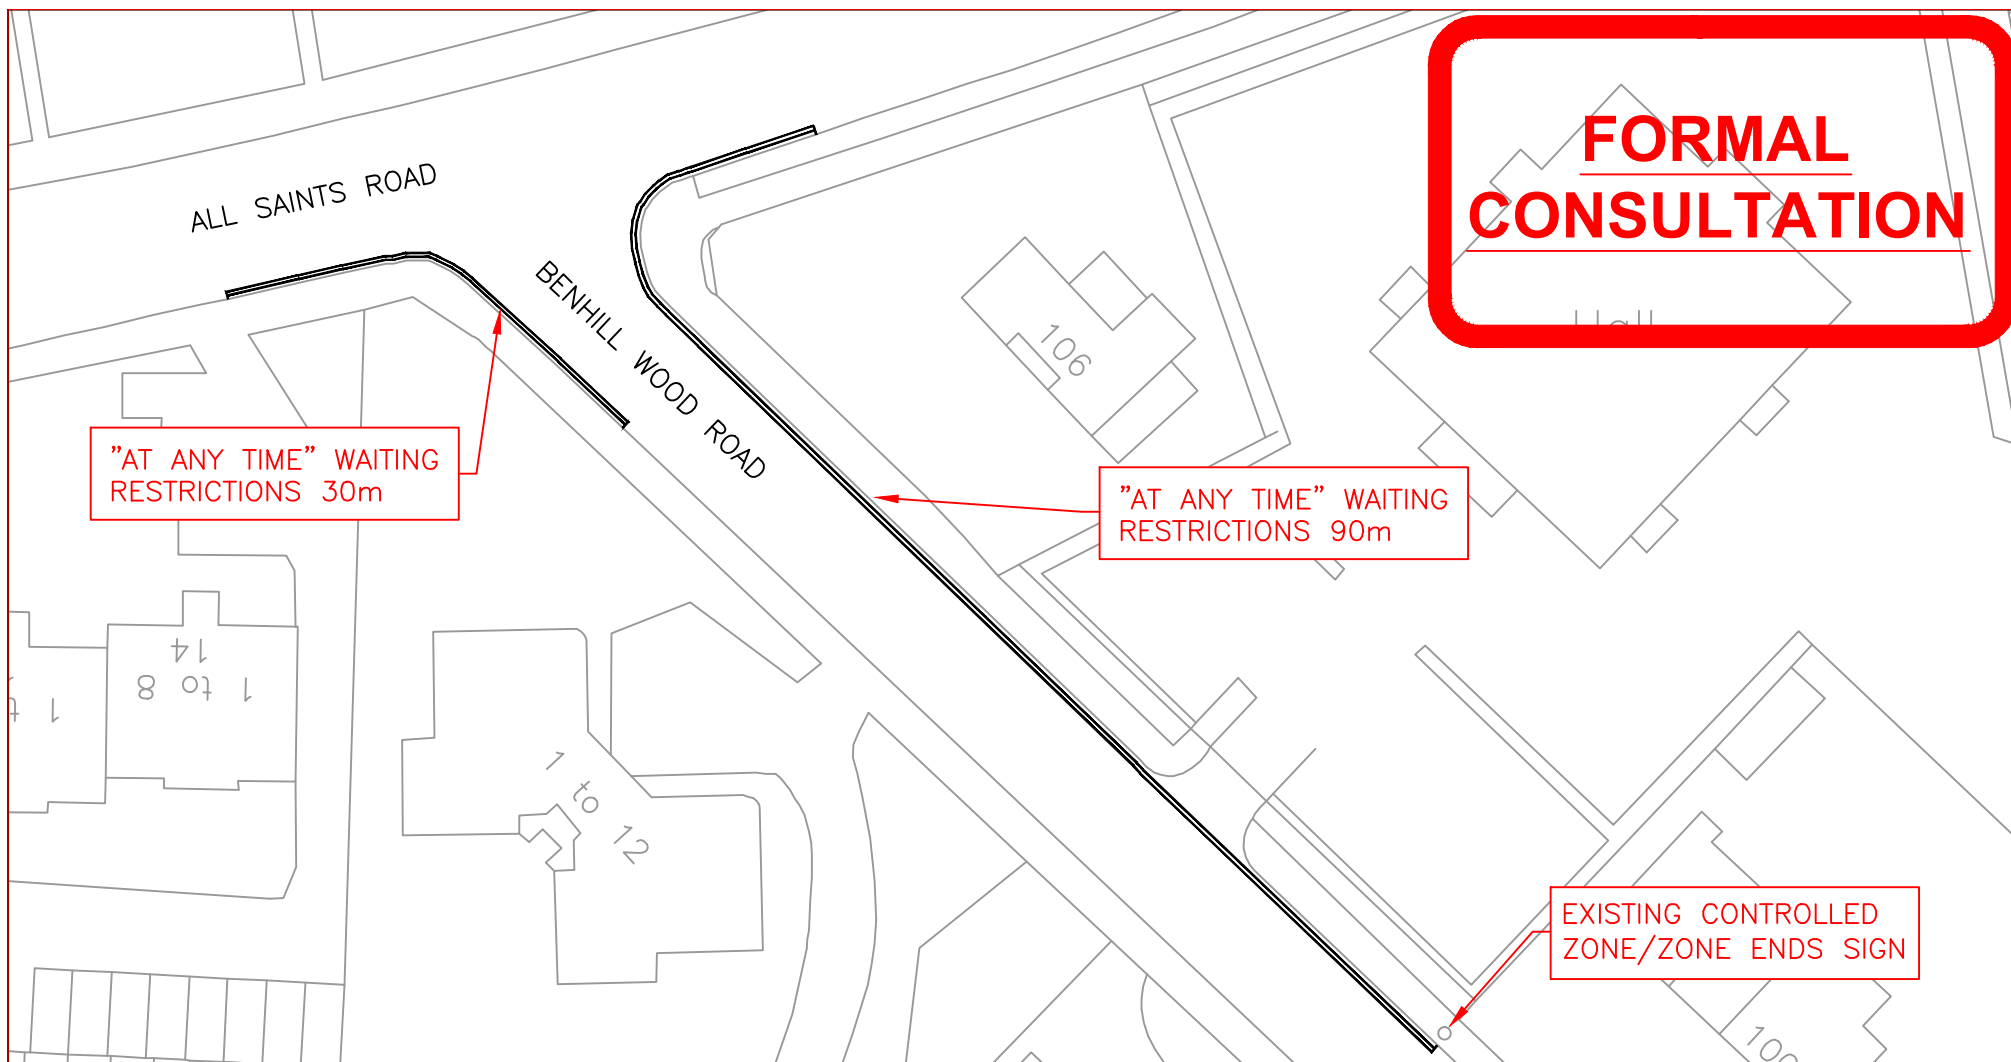 FORMAL
CONSULTATION
ALL SAINTS ROAD
BENHILL WOOD ROAD
106
"AT ANY TIME" WAITING
RESTRICTIONS 30m
"AT ANY TIME" WAITING
RESTRICTIONS 90m
14
1 to 8
1 to 12
EXISTING CONTROLLED
ZONE/ZONE ENDS SIGN